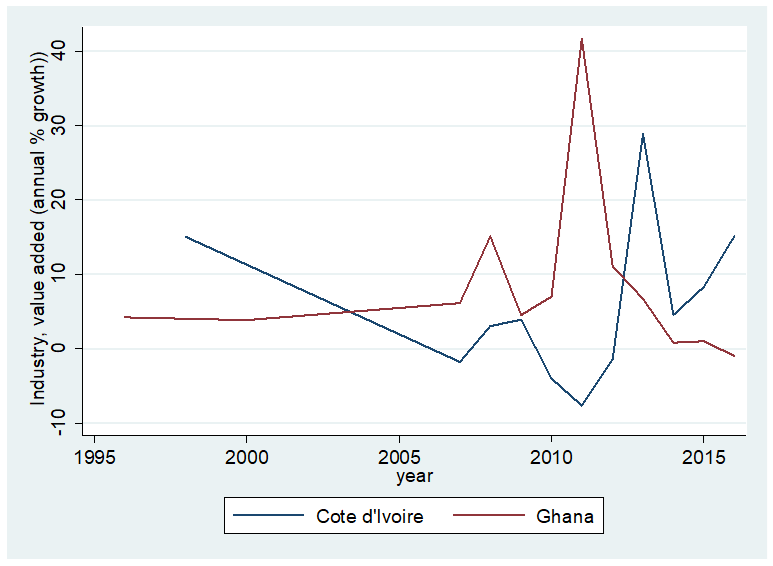 Industry, value added (annual % growth))
40
30
20
10
0
-10
1995
2000
2005
2010
2015
year
Cote d'Ivoire
Ghana